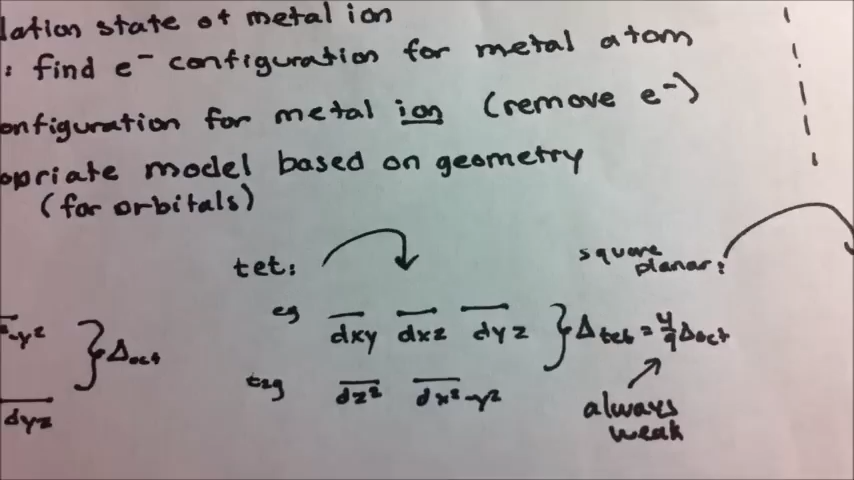 lation state of metal ion
: find e⁻ configuration for metal atom
onfiguration for metal ion (remove e⁻)
opriate model based on geometry
(for orbitals)
tet:
square planar:
eg dxy dxz dyz } Δtet = 4/9 Δoct
t2g dz² dx²-y²
always weak
-y² } Δoct
dyz